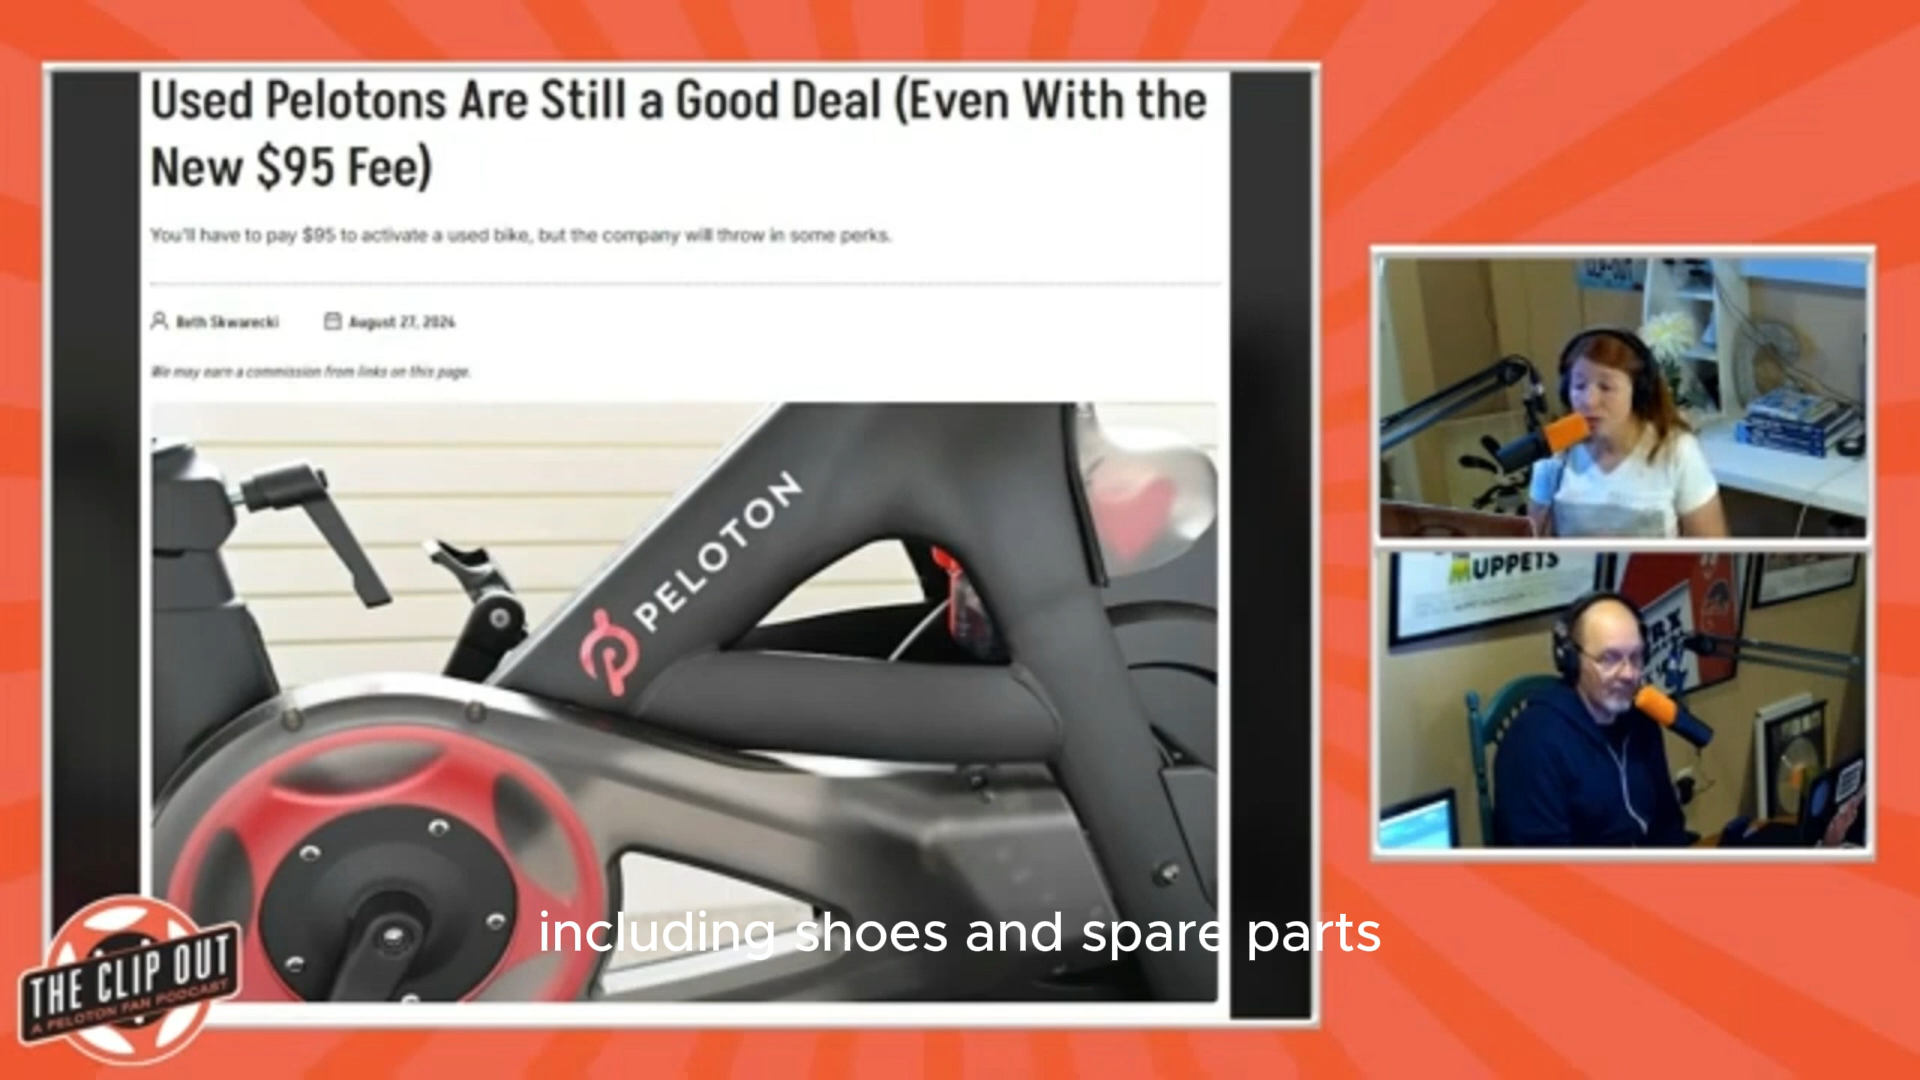 Used Pelotons Are Still a Good Deal (Even With the
New $95 Fee)
You'll have to pay $95 to activate a used bike, but the company will throw in some perks.
Beth Skwarecki
August 27, 2024
We may earn a commission from links on this page.
PELOTON
MUPPETS
including shoes and spare parts
THE CLIP OUT
A PELOTON FAN PODCAST